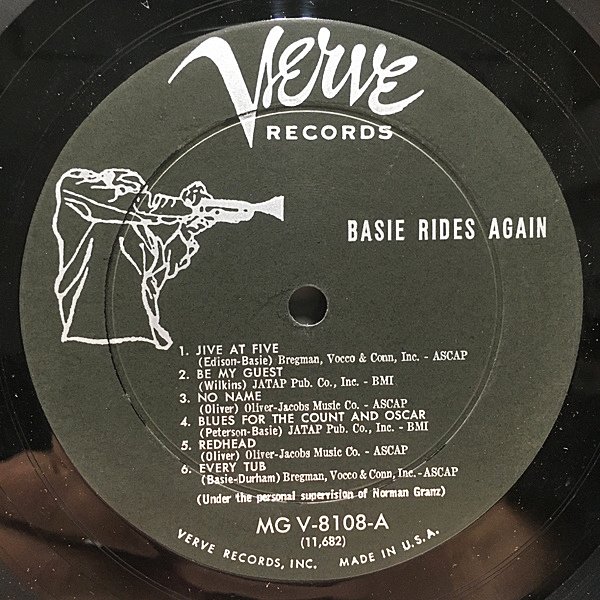 Verve
RECORDS
BASIE RIDES AGAIN
1. JIVE AT FIVE
(Edison-Basie) Bregman, Vocco & Conn, Inc. - ASCAP
2. BE MY GUEST
(Wilkins) JATAP Pub. Co., Inc. - BMI
3. NO NAME
(Oliver) Oliver-Jacobs Music Co. - ASCAP
4. BLUES FOR THE COUNT AND OSCAR
(Peterson-Basie) JATAP Pub. Co., Inc. - BMI
5. REDHEAD
(Oliver) Oliver-Jacobs Music Co. - ASCAP
6. EVERY TUB
(Basie-Durham) Bregman, Vocco & Conn, Inc. - ASCAP
(Under the personal supervision of Norman Granz)
MG V-8108-A
(11,682)
VERVE RECORDS, INC. MADE IN U.S.A.